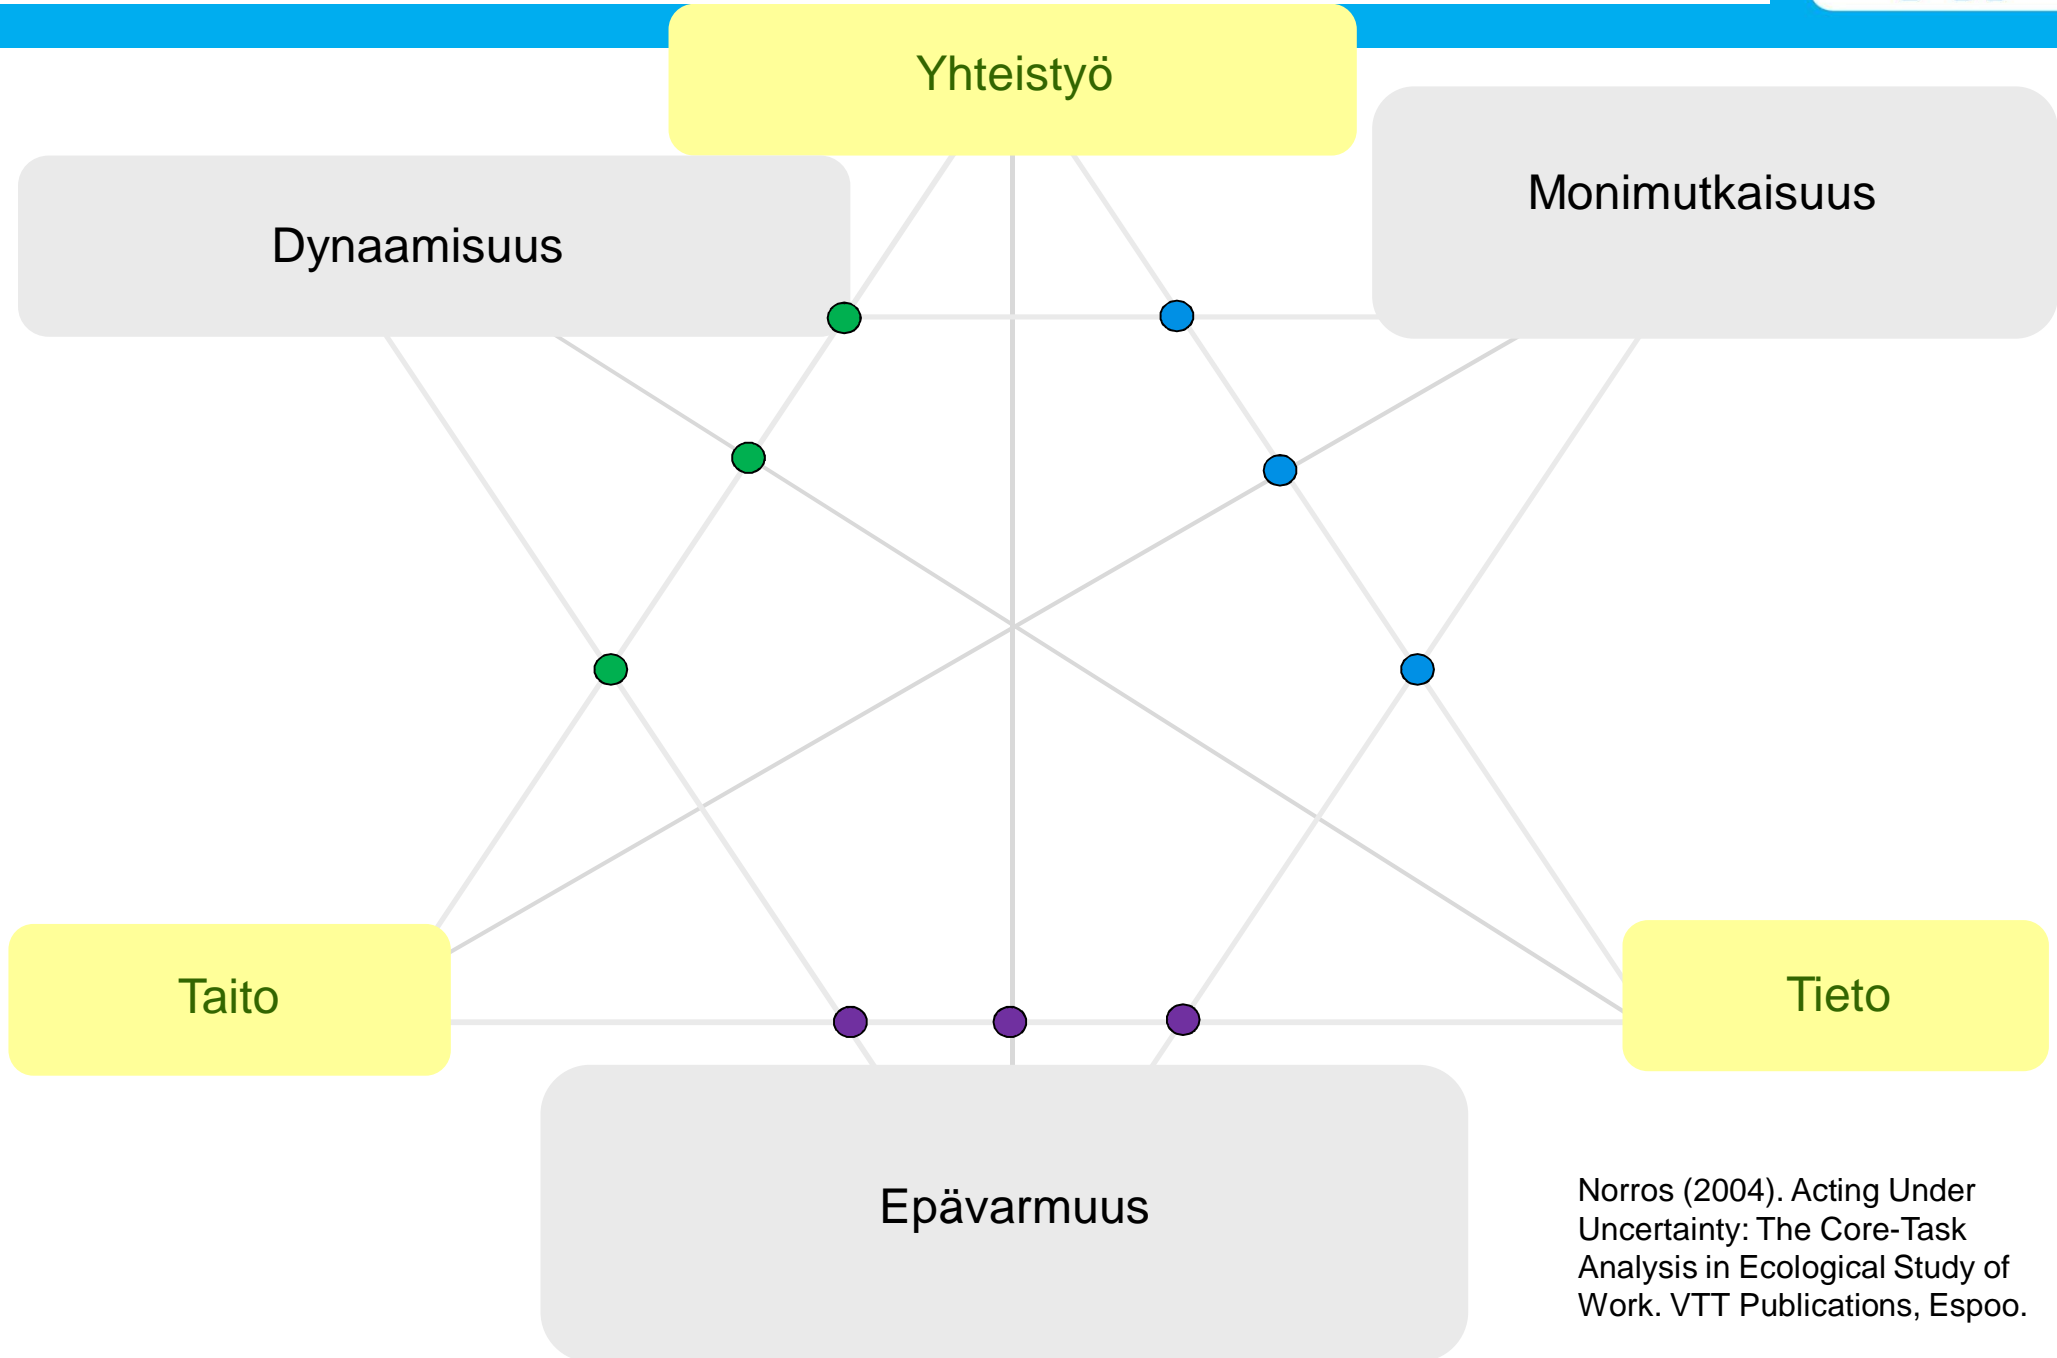 Yhteistyö
Monimutkaisuus
Dynaamisuus
Taito
Tieto
Epävarmuus
Norros (2004). Acting Under
Uncertainty: The Core-Task
Analysis in Ecological Study of
Work. VTT Publications, Espoo.